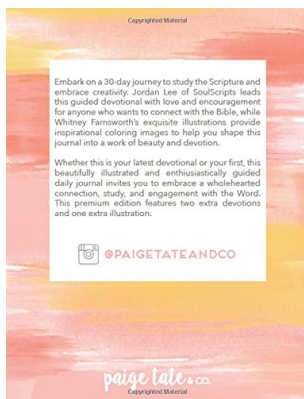 Copyrighted Material
Embark on a 30-day journey to study the Scripture and
embrace creativity. Jordan Lee of SoulScripts leads
this guided devotional with love and encouragement
for anyone who wants to connect with the Bible, while
Whitney Farnsworth's exquisite illustrations provide
inspirational coloring images to help you shape this
journal into a work of beauty and devotion.
Whether this is your latest devotional or your first, this
beautifully illustrated and enthiusiastically guided
daily journal invites you to embrace a wholehearted
connection, study, and engagement with the Word.
This premium edition features two extra devotions
and one extra illustration.
@PAIGETATEANDCO
paige tate & co.
Copyrighted Material